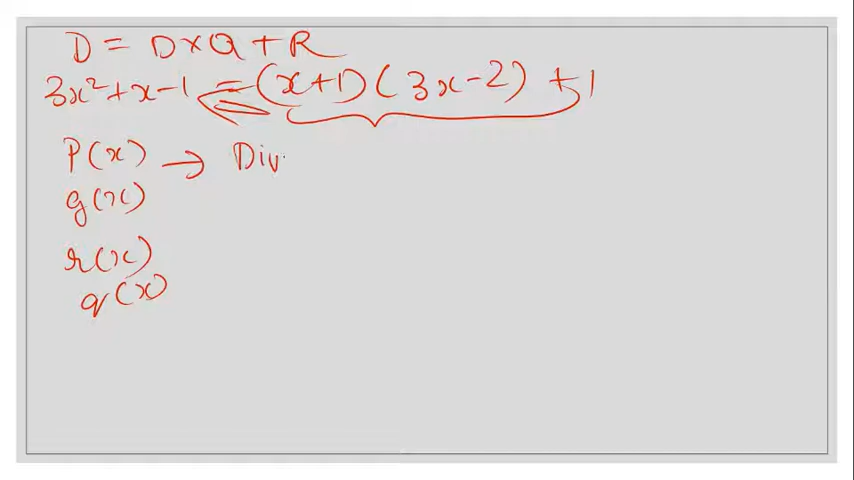 D = D×Q + R
3x² + x - 1 = (x+1) (3x-2) + 1
P(x) → Div
g(x)
r(x)
q(x)